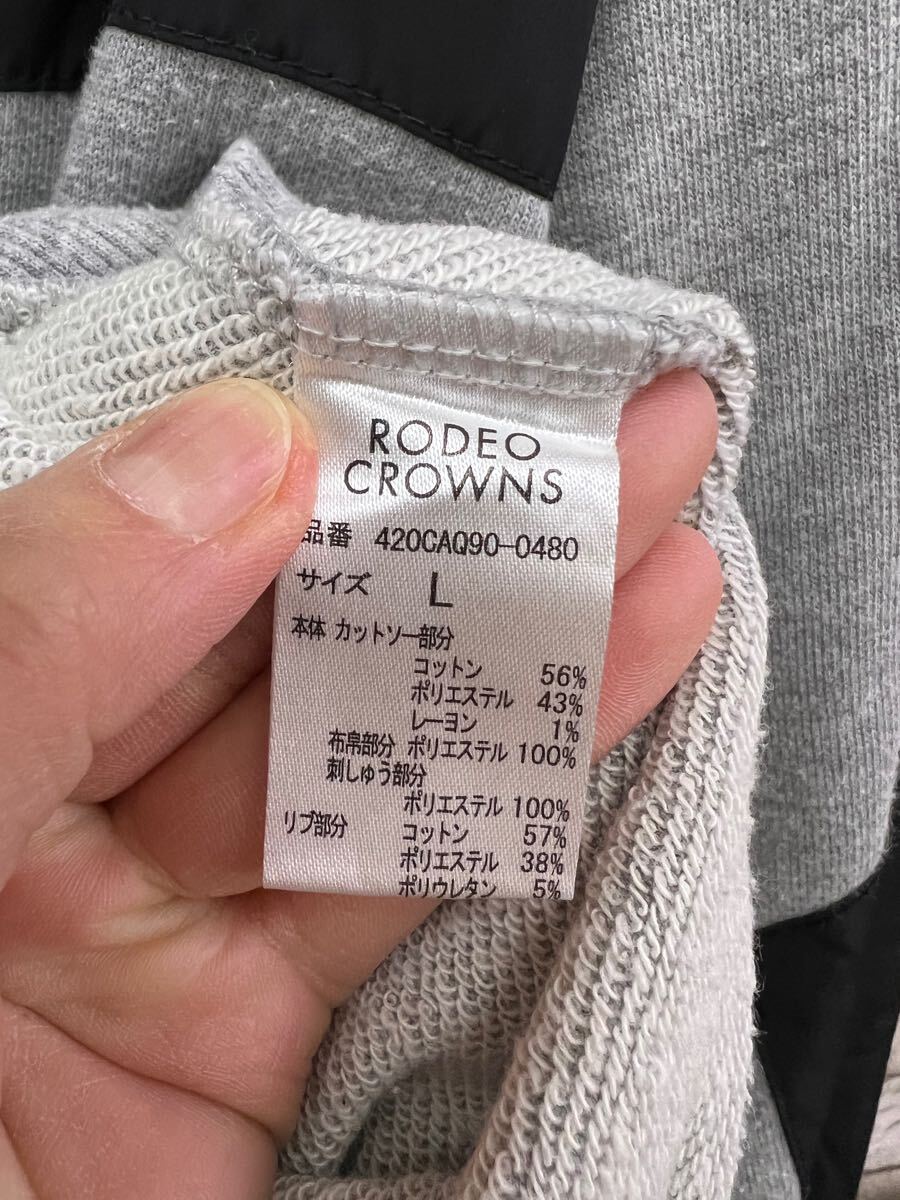 RODEO
CROWNS
品番 420CAQ90-0480
サイズ L
本体 カットソー部分
コットン 56%
ポリエステル 43%
レーヨン 1%
布帛部分 ポリエステル 100%
刺しゅう部分
ポリエステル 100%
リブ部分 コットン 57%
ポリエステル 38%
ポリウレタン 5%